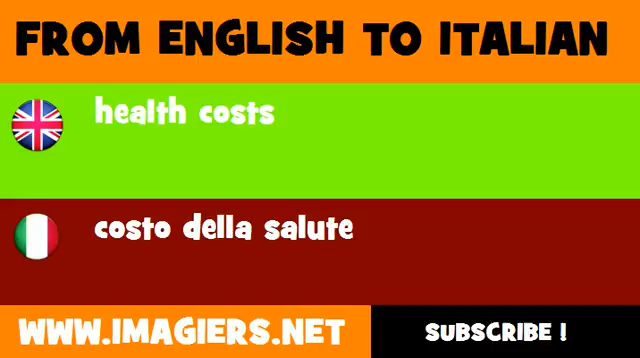 FROM ENGLISH TO ITALIAN
health costs
costo della salute
WWW.IMAGIERS.NET
SUBSCRIBE !